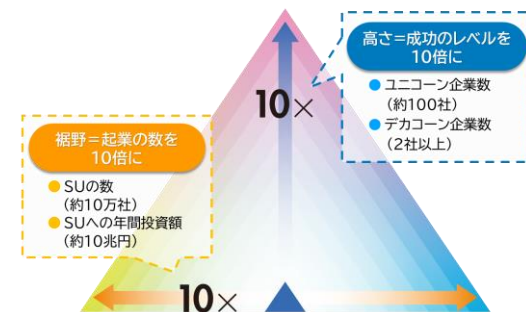 高さ＝成功のレベルを
10倍に
● ユニコーン企業数
（約100社）
● デカコーン企業数
（2社以上）
10×
裾野＝起業の数を
10倍に
● SUの数
（約10万社）
● SUへの年間投資額
（約10兆円）
10×